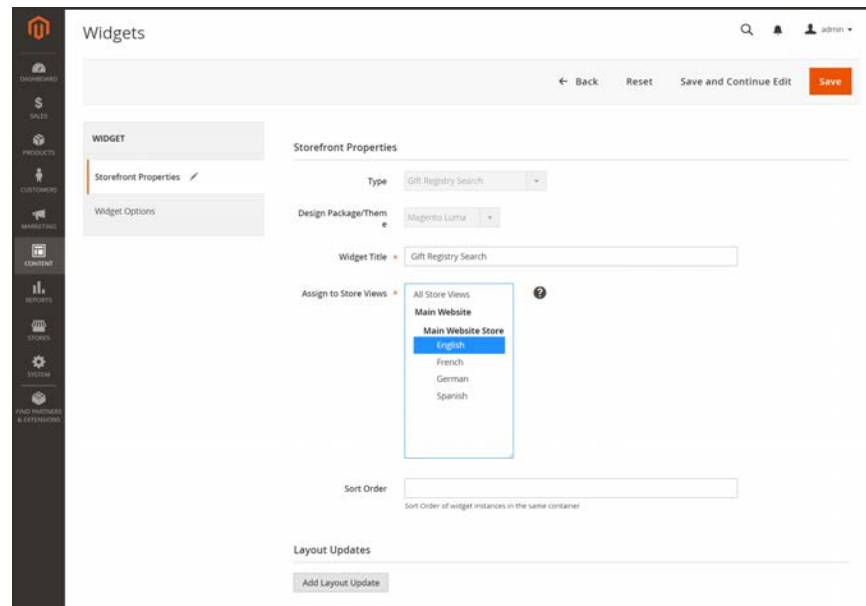 Widgets
admin
DASHBOARD
SALES
PRODUCTS
CUSTOMERS
MARKETING
CONTENT
REPORTS
STORES
SYSTEM
FIND PARTNERS
& EXTENSIONS
← Back Reset Save and Continue Edit Save
WIDGET
Storefront Properties
Widget Options
Storefront Properties
Type Gift Registry Search
Design Package/Them
e
Magento Luma
Widget Title * Gift Registry Search
Assign to Store Views *
All Store Views
Main Website
Main Website Store
English
French
German
Spanish
Sort Order
Sort Order of widget instances in the same container
Layout Updates
Add Layout Update